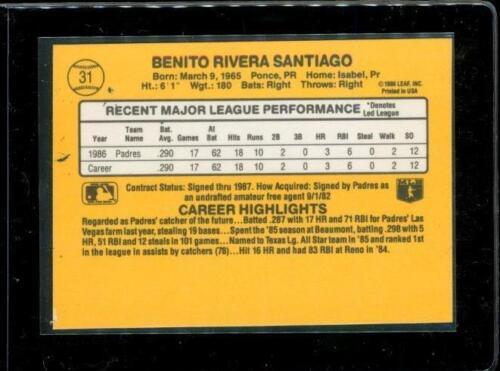 31
BENITO RIVERA SANTIAGO
Born: March 9, 1965 Ponce, PR Home: Isabel, Pr
Ht.: 6'1" Wgt.: 180 Bats: Right Throws: Right
©1986 LEAF, INC.
Printed in USA
RECENT MAJOR LEAGUE PERFORMANCE *Denotes Led League
Year Team Name Bat. Avg. Games At Bat Hits Runs 2B 3B HR RBI Steal Walk SO
1986 Padres .290 17 62 18 10 2 0 3 6 0 2 12
Career .290 17 62 18 10 2 0 3 6 0 2 12
Contract Status: Signed thru 1987. How Acquired: Signed by Padres as
an undrafted amateur free agent 9/1/82
CAREER HIGHLIGHTS
Regarded as Padres' catcher of the future...Batted .287 with 17 HR and 71 RBI for Padres' Las
Vegas farm last year, stealing 19 bases...Spent the '85 season at Beaumont, batting .298 with 5
HR, 51 RBI and 12 steals in 101 games...Named to Texas Lg. All Star team in '85 and ranked 1st
in the league in assists by catchers (78)...Hit 16 HR and had 83 RBI at Reno in '84.